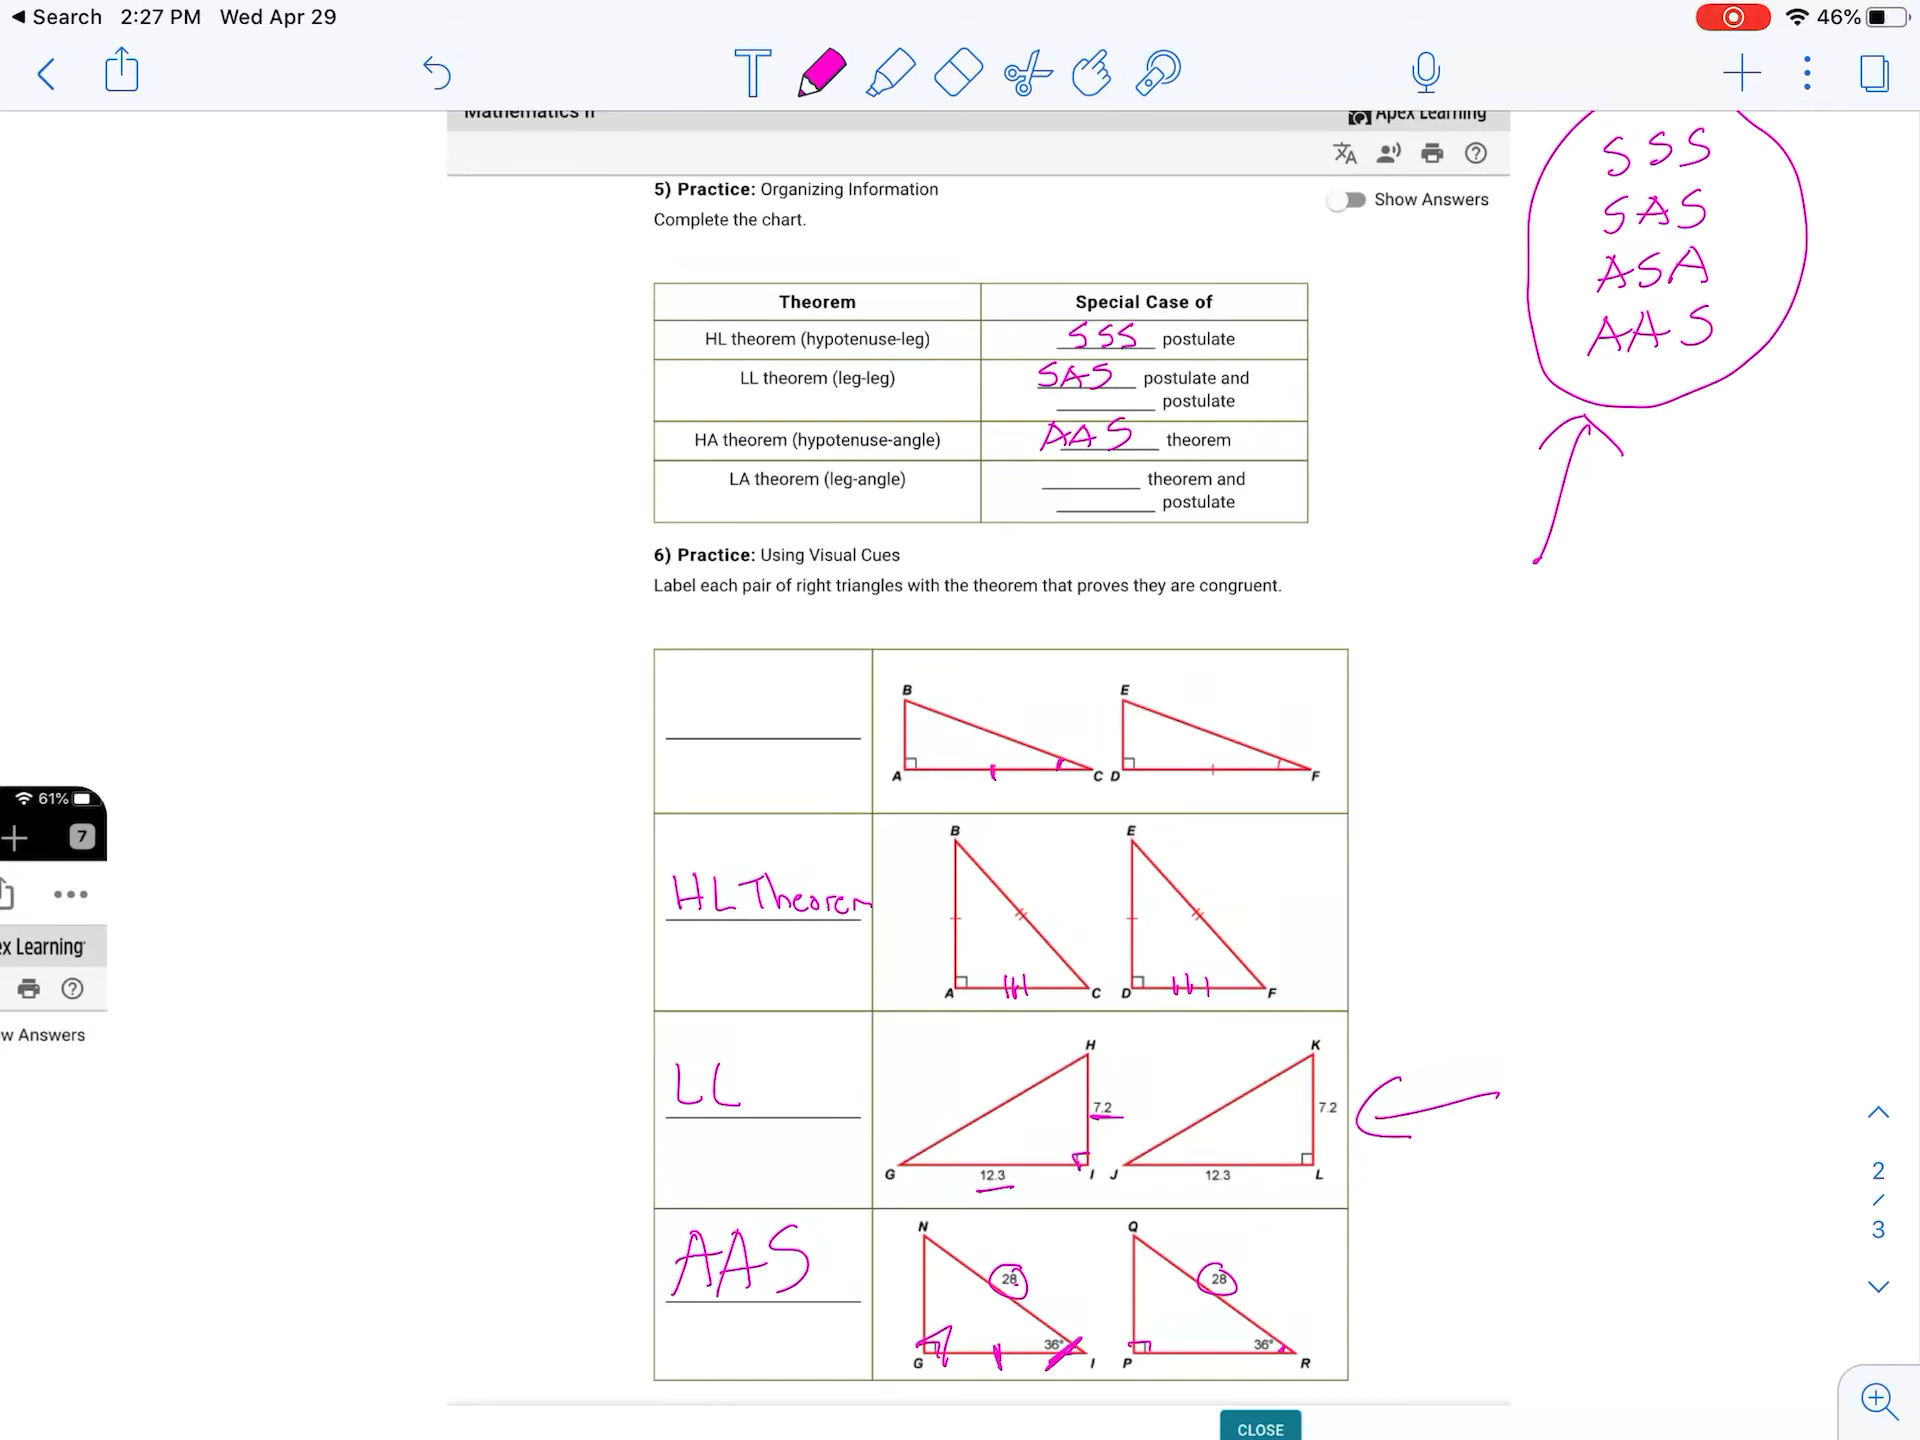 Search 2:27 PM Wed Apr 29 46%
T
Mathematics II
Apex Learning
5) Practice: Organizing Information
Show Answers
Complete the chart.
Theorem Special Case of
HL theorem (hypotenuse-leg) SSS postulate
LL theorem (leg-leg) SAS postulate and
postulate
HA theorem (hypotenuse-angle) AAS theorem
LA theorem (leg-angle) theorem and
postulate
SSS
SAS
ASA
AAS
6) Practice: Using Visual Cues
Label each pair of right triangles with the theorem that proves they are congruent.
B E
A C D F
B E
HL Theorem
A C D F
H K
LL
7.2 7.2
G I J L
12.3 12.3
N Q
AAS
28 28
36° 36°
G I P R
61%
7
ex Learning
w Answers
2
/
3
CLOSE